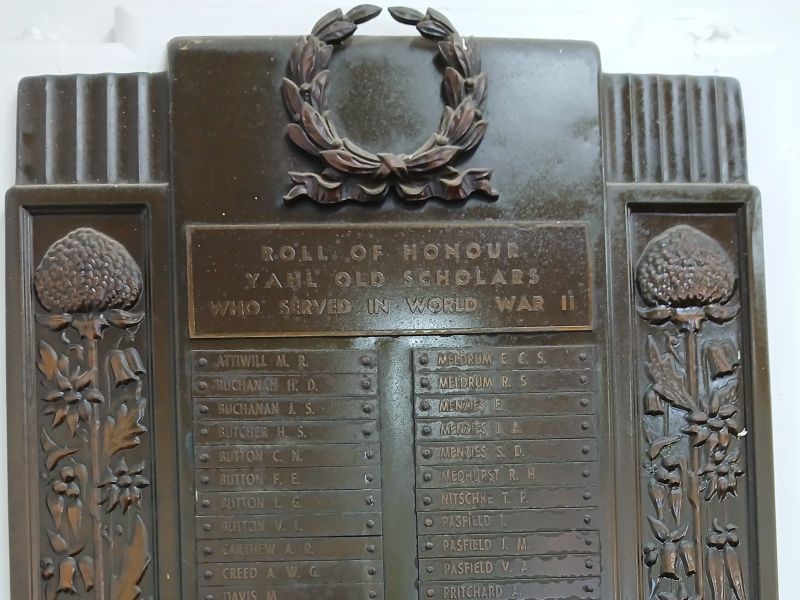 ROLL OF HONOUR
YAHL OLD SCHOLARS
WHO SERVED IN WORLD WAR II
ATTIWILL M. R.
BUCHANAN H. D.
BUCHANAN J. S.
BUTCHER H. S.
BUTTON C. N.
BUTTON F. E.
BUTTON L. G.
BUTTON V. L.
CARTHEW A. R.
CREED A. W. G.
DAVIS M.
MELDRUM E. C. S.
MELDRUM R. S.
MENZIES E.
MENZIES J. A.
MENZIES S. D.
MEDHURST R. H.
NITSCHKE T. P.
PASFIELD J.
PASFIELD J. M.
PASFIELD V. A.
PRITCHARD A.